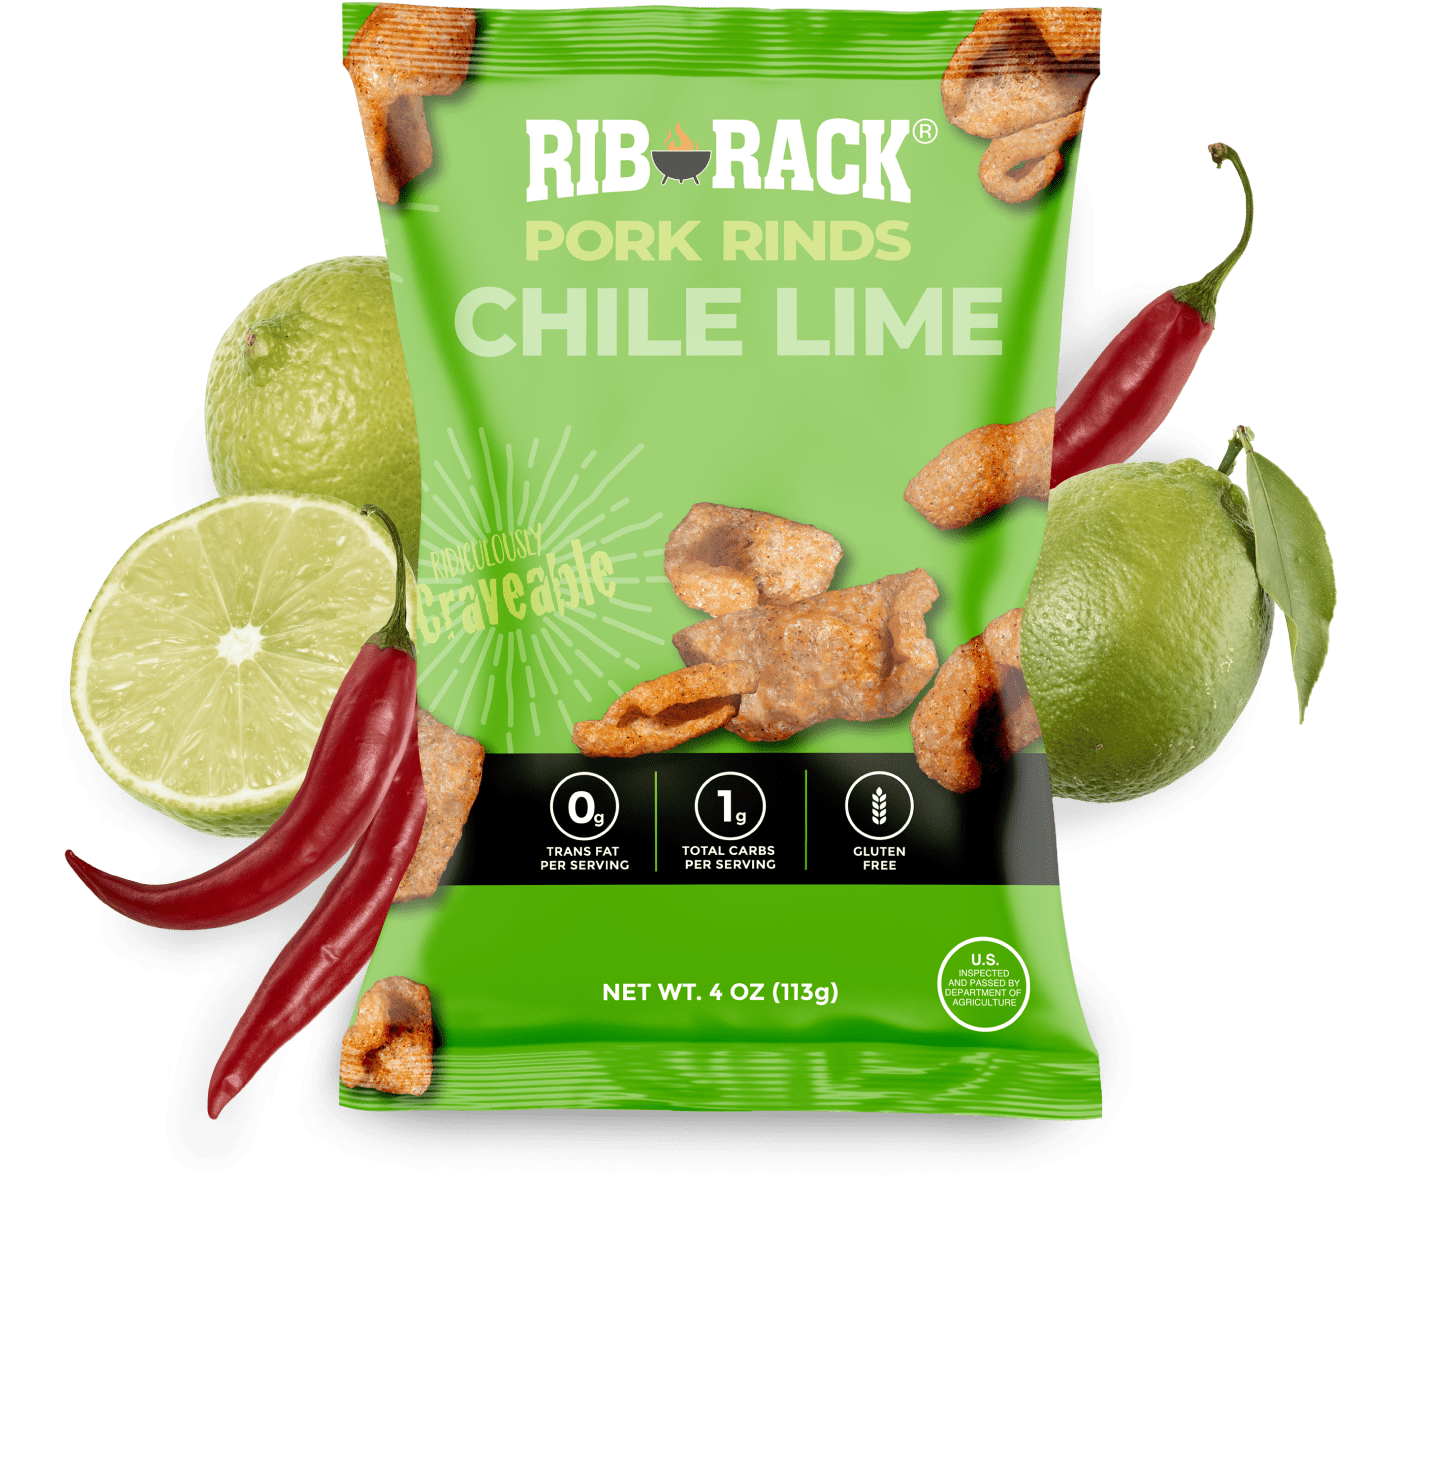 RIB RACK®
PORK RINDS
CHILE LIME
RIDICULOUSLY
Craveable
0g
TRANS FAT
PER SERVING
1g
TOTAL CARBS
PER SERVING
GLUTEN
FREE
NET WT. 4 OZ (113g)
U.S.
INSPECTED
AND PASSED BY
DEPARTMENT OF
AGRICULTURE